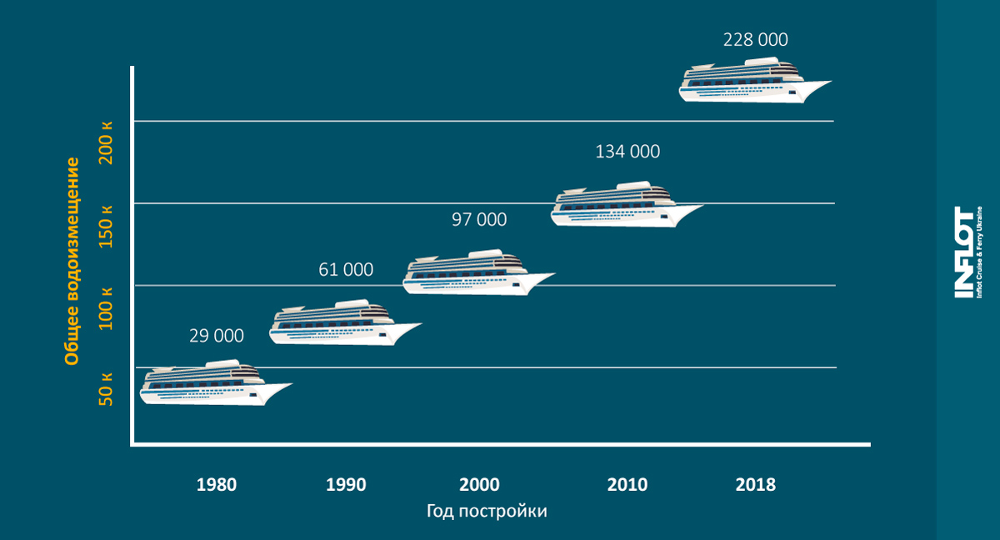 228 000
200 к
134 000
150 к
97 000
61 000
100 к
29 000
50 к
Общее водоизмещение
1980 1990 2000 2010 2018
Год постройки
INFLOT
Inflot Cruise & Ferry Ukraine